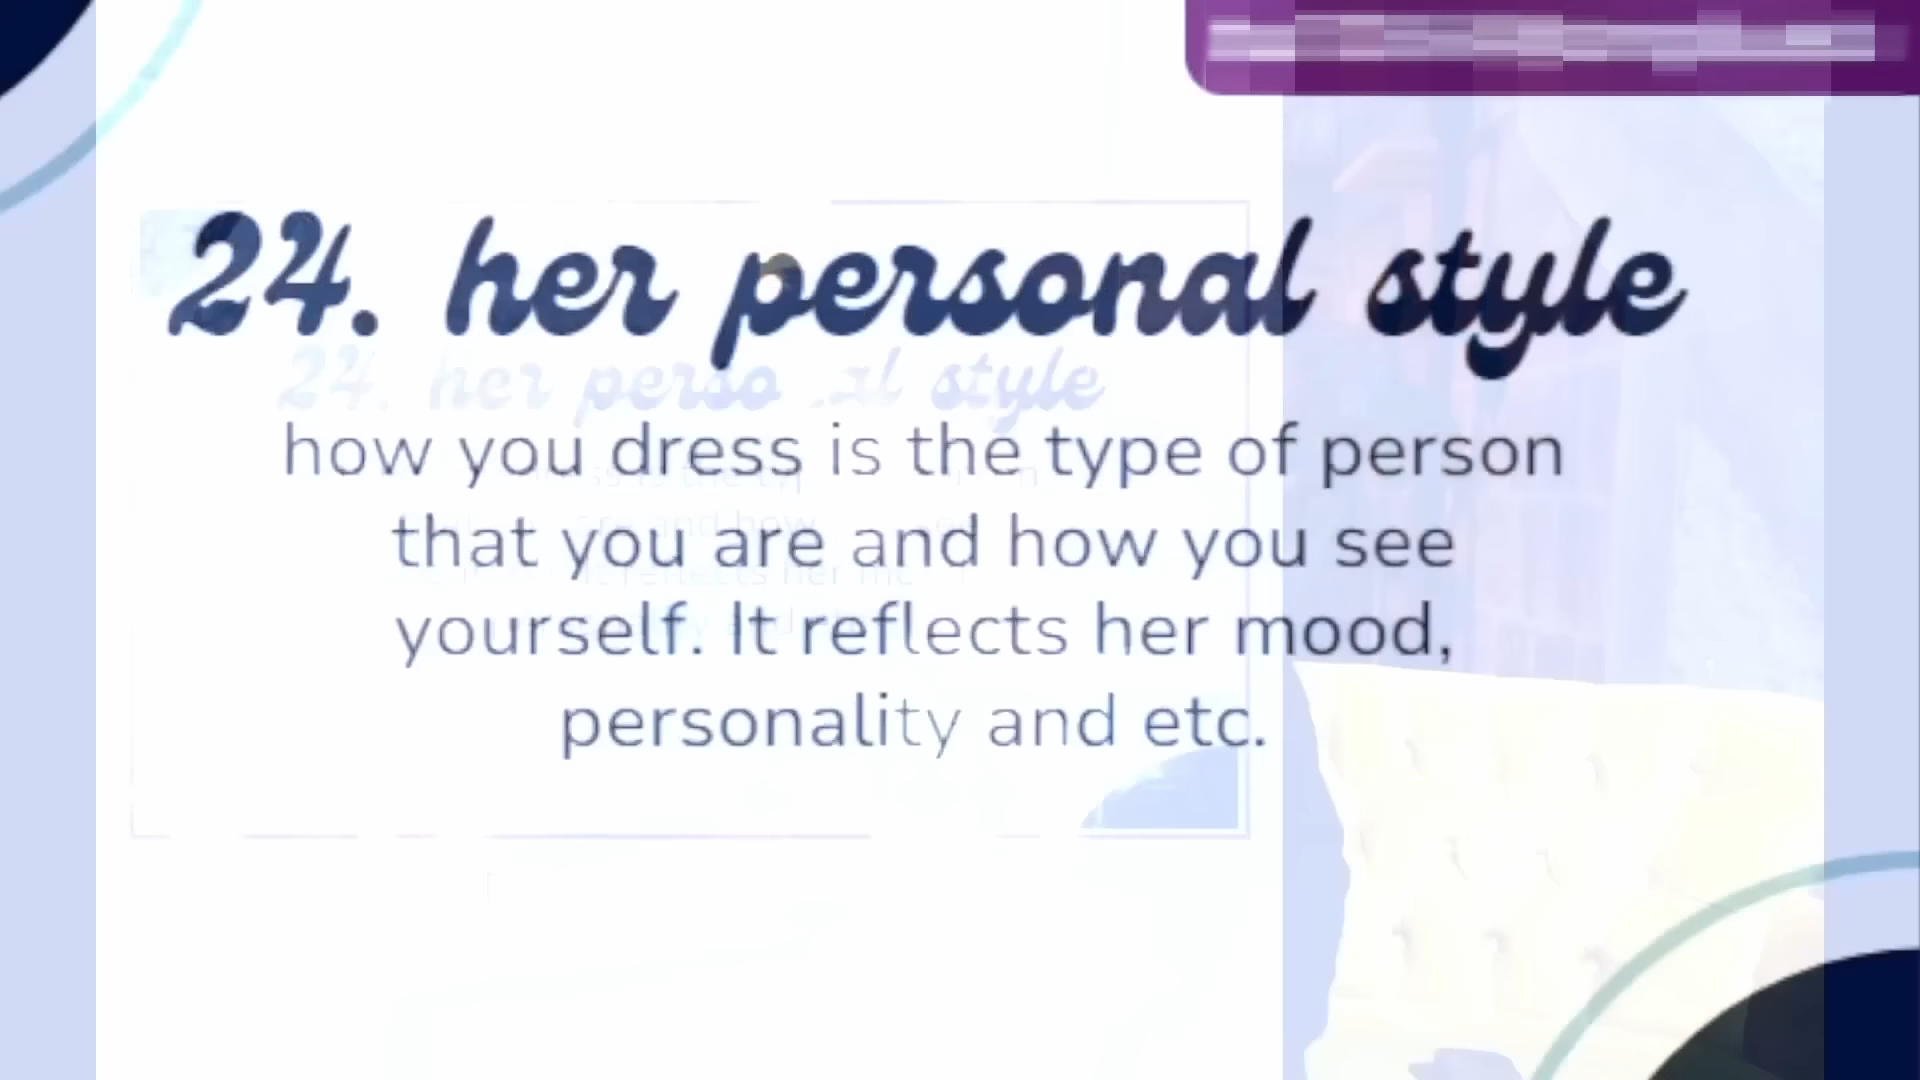 24. her personal style
how you dress is the type of person
that you are and how you see
yourself. It reflects her mood,
personality and etc.